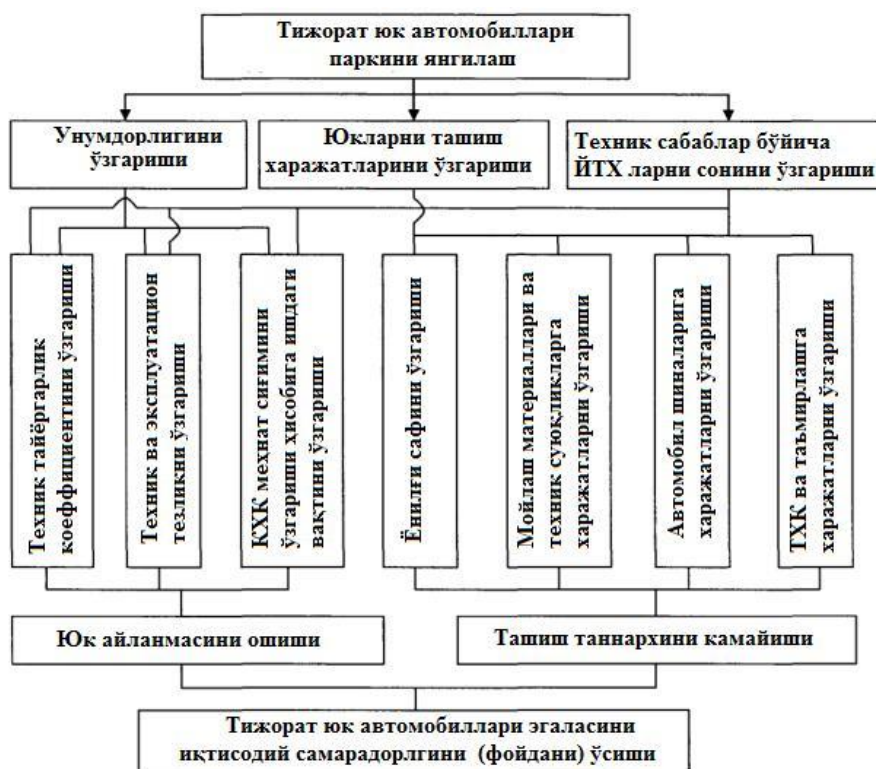 Тижорат юк автомобиллари
паркини янгилаш
Унумдорлигини
ўзгариши
Юкларни ташиш
харажатларини ўзгариши
Техник сабаблар бўйича
ЙТХ ларни сонини ўзгариши
Техник тайёргарлик
коеффициентини ўзгариши
Техник ва эксплуатацион
тезликни ўзгариши
КХК меҳнат сиғимини
ўзгариши ҳисобига ишдаги
вақтини ўзгариши
Ёнилғи сафини ўзгариши
Мойлаш материаллари ва
техник суюқликларга
харажатларни ўзгариши
Автомобил шиналарига
харажатларни ўзгариши
ТХК ва таъмирлашга
харажатларни ўзгариши
Юк айланмасини ошиши
Ташиш таннархини камайиши
Тижорат юк автомобиллари эгаласини
иқтисодий самарадорлгини (фойдани) ўсиши